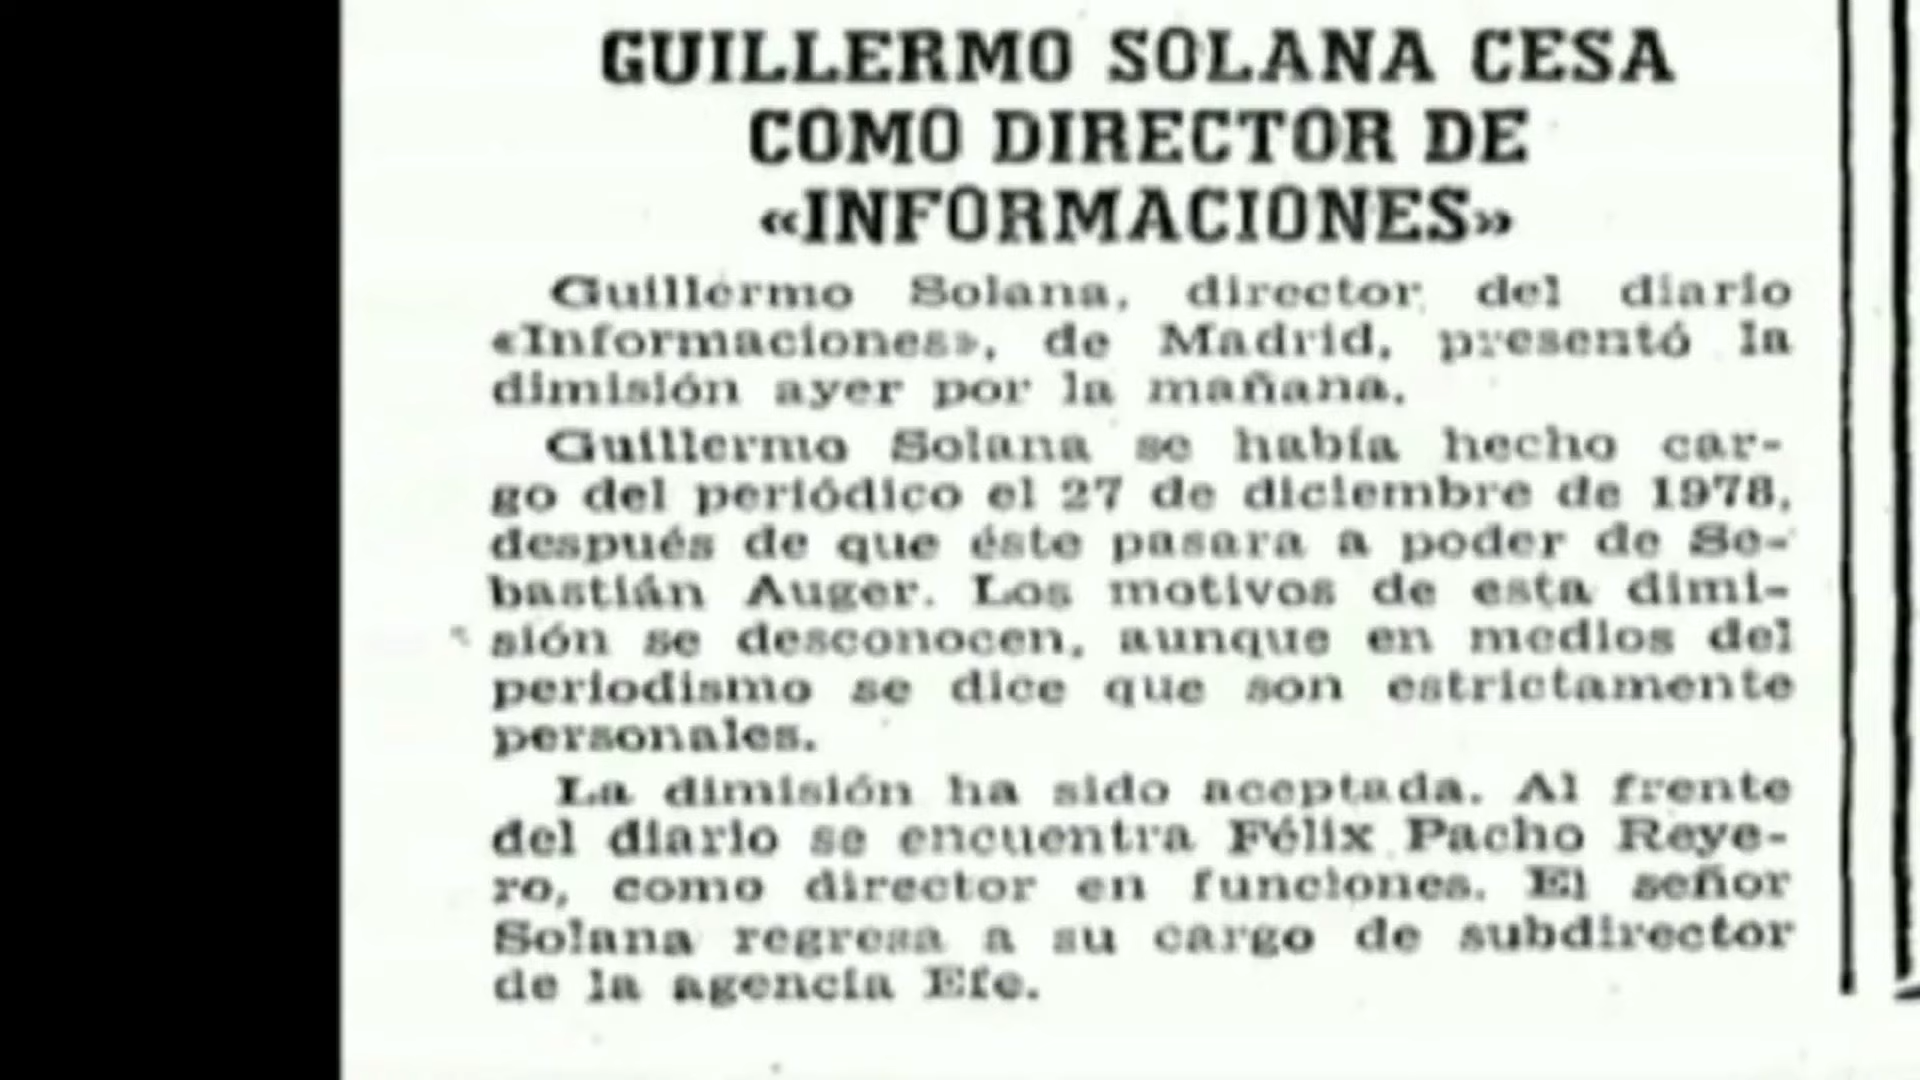 GUILLERMO SOLANA CESA
COMO DIRECTOR DE
«INFORMACIONES»
Guillermo Solana, director del diario
«Informaciones», de Madrid, presentó la
dimisión ayer por la mañana.
Guillermo Solana se había hecho car-
go del periódico el 27 de diciembre de 1978,
después de que éste pasara a poder de Se-
bastián Auger. Los motivos de esta dimi-
sión se desconocen, aunque en medios del
periodismo se dice que son estrictamente
personales.
La dimisión ha sido aceptada. Al frente
del diario se encuentra Félix Pacho Reye-
ro, como director en funciones. El señor
Solana regresa a su cargo de subdirector
de la agencia Efe.